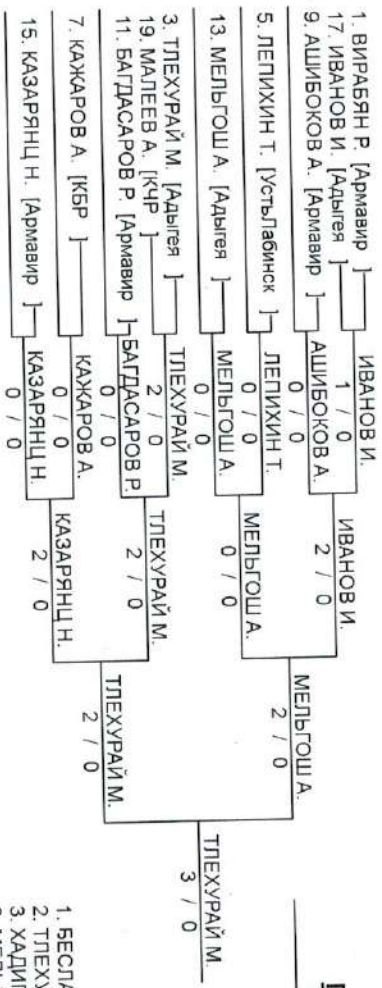 1. ВИРАБЯН Р. [Армавир ]
17. ИВАНОВ И. [Адыгея ]
9. АШИБОКОВ А. [Армавир ]
5. ЛЕПИХИН Т. [УстьЛабинск ]
13. МЕЛЬГОШ А. [Адыгея ]
3. ТЛЕХУРАЙ М. [Адыгея ]
19. МАЛЕЕВ А. [КЧР ]
11. БАГДАСАРОВ Р. [Армавир ]
7. КАЖАРОВ А. [КБР ]
15. КАЗАРЯНЦ Н. [Армавир ]
ИВАНОВ И.
1 / 0
АШИБОКОВ А.
0 / 0
ЛЕПИХИН Т.
0 / 0
МЕЛЬГОШ А.
0 / 0
ТЛЕХУРАЙ М.
2 / 0
БАГДАСАРОВ Р.
0 / 0
КАЖАРОВ А.
0 / 0
КАЗАРЯНЦ Н.
0 / 0
ИВАНОВ И.
2 / 0
МЕЛЬГОШ А.
0 / 0
ТЛЕХУРАЙ М.
2 / 0
КАЗАРЯНЦ Н.
2 / 0
МЕЛЬГОШ А.
2 / 0
ТЛЕХУРАЙ М.
2 / 0
ТЛЕХУРАЙ М.
3 / 0
1. БЕСЛА
2. ТЛЕХУ
3. ХАДИ